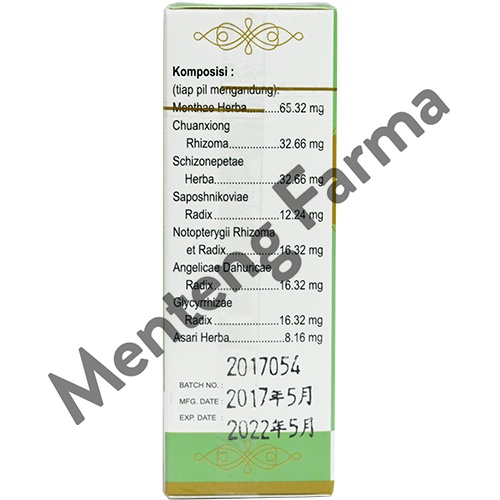 Komposisi :
(tiap pil mengandung):
Menthae Herba..........65.32 mg
Chuanxiong
Rhizoma..............32.66 mg
Schizonepetae
Herba..................32.66 mg
Saposhnikoviae
Radix..................12.24 mg
Notopterygii Rhizoma
et Radix..............16.32 mg
Angelicae Dahuricae
Radix..................16.32 mg
Glycyrrhizae
Radix..................16.32 mg
Asari Herba................8.16 mg
2017054
BATCH NO. :
MFG. DATE : 2017年5月
EXP. DATE : 2022年5月
Menteng Farma